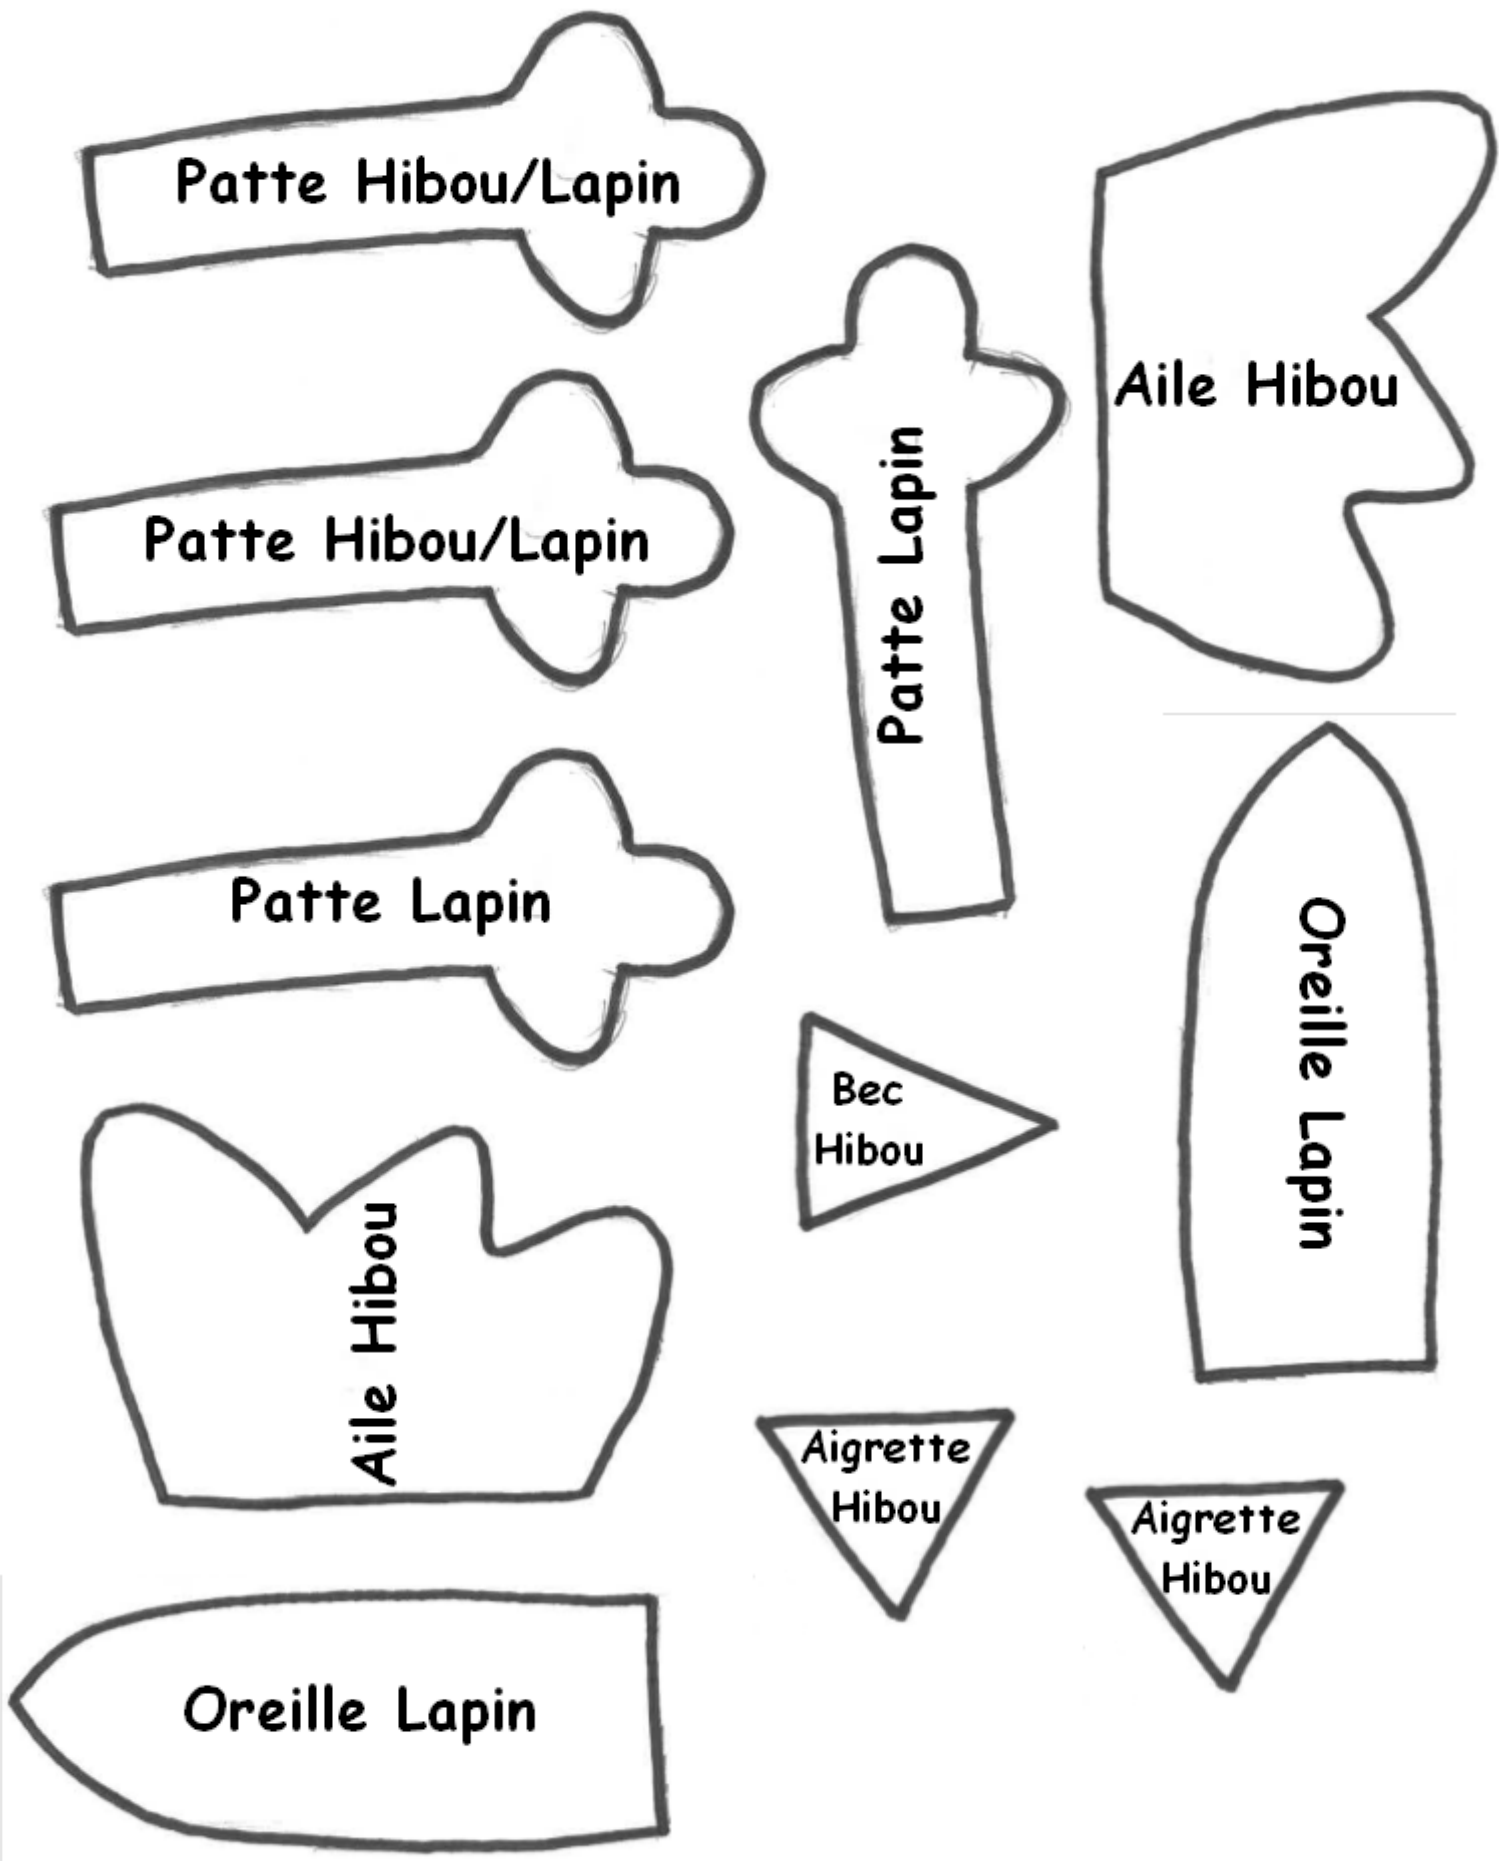 Patte Hibou/Lapin
Aile Hibou
Patte Hibou/Lapin
Patte Lapin
Patte Lapin
Oreille Lapin
Bec
Hibou
Aile Hibou
Aigrette
Hibou
Aigrette
Hibou
Oreille Lapin